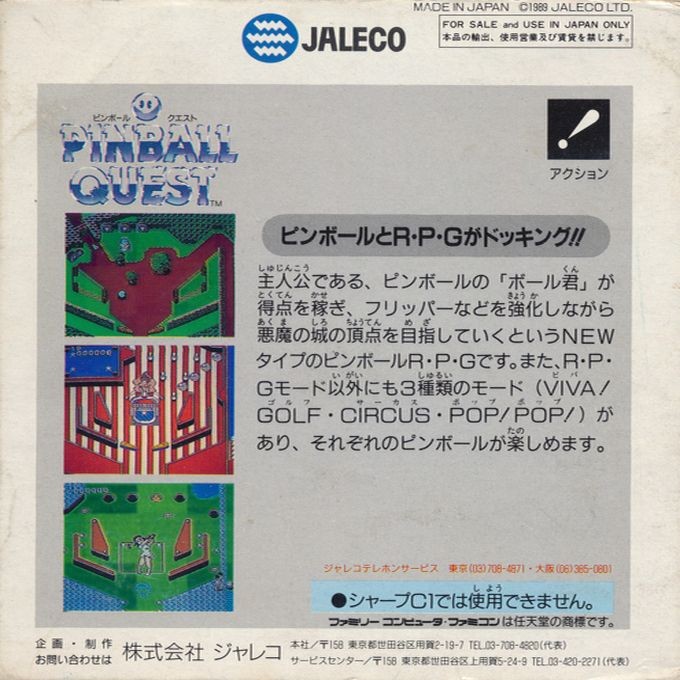 MADE IN JAPAN ©1989 JALECO LTD.
FOR SALE and USE IN JAPAN ONLY
本品の輸出、使用営業及び賃貸を禁じます。
JALECO
ピンボール クエスト
PINBALL
QUEST™
アクション
ピンボールとR・P・Gがドッキング!!
主人公である、ピンボールの「ボール君」が
得点を稼ぎ、フリッパーなどを強化しながら
悪魔の城の頂点を目指していくというNEW
タイプのピンボールR・P・Gです。また、R・P・
Gモード以外にも3種類のモード(VIVA!
GOLF・CIRCUS・POP!POP!)が
あり、それぞれのピンボールが楽しめます。
ジャレコテレホンサービス 東京(03)708-4871・大阪(06)385-0801
●シャープC1では使用できません。
ファミリー コンピュータ・ファミコンは任天堂の商標です。
企画・制作
お問い合わせは 株式会社 ジャレコ
本社/〒158 東京都世田谷区用賀2-19-7 TEL.03-708-4820(代表)
サービスセンター/〒158 東京都世田谷区上用賀5-24-9 TEL.03-420-2271(代表)